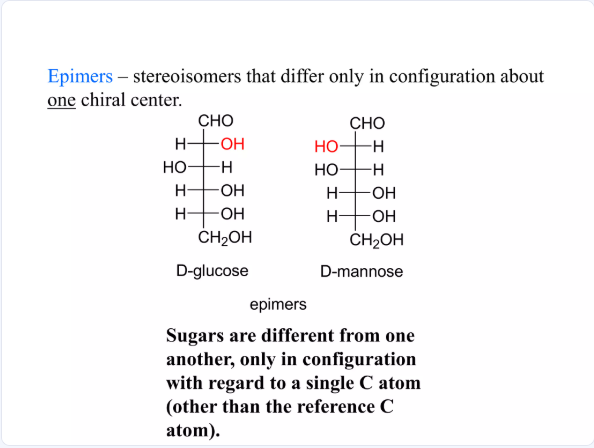 Epimers – stereoisomers that differ only in configuration about
one chiral center.
CHO
H OH
HO H
H OH
H OH
CH₂OH
D-glucose
CHO
HO H
HO H
H OH
H OH
CH₂OH
D-mannose
epimers
Sugars are different from one
another, only in configuration
with regard to a single C atom
(other than the reference C
atom).